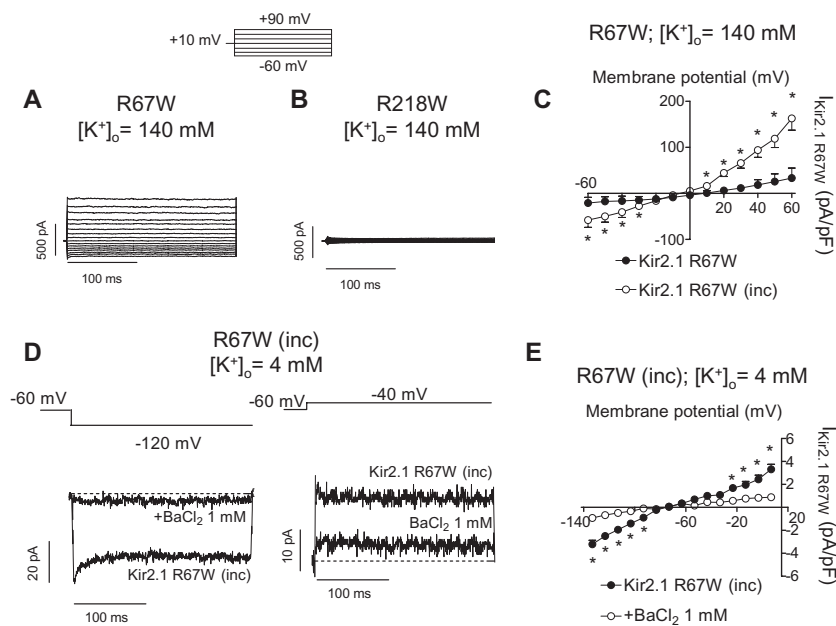 +90 mV
+10 mV
-60 mV
A
R67W
[K⁺]ₒ= 140 mM
500 pA
100 ms
B
R218W
[K⁺]ₒ= 140 mM
500 pA
100 ms
R67W; [K⁺]ₒ= 140 mM
C
Membrane potential (mV)
200
100
-60
20
40
60
-100
* * * * * *
* * * *
I Kir2.1 R67W (pA/pF)
Kir2.1 R67W
Kir2.1 R67W (inc)
D
R67W (inc)
[K⁺]ₒ= 4 mM
-60 mV
-120 mV
+BaCl₂ 1 mM
Kir2.1 R67W (inc)
20 pA
100 ms
-60 mV
-40 mV
Kir2.1 R67W (inc)
BaCl₂ 1 mM
10 pA
100 ms
E
R67W (inc); [K⁺]ₒ= 4 mM
Membrane potential (mV)
6
4
2
-140
-60
-20
20
-2
-4
-6
* * * *
* * * * *
I Kir2.1 R67W (pA/pF)
Kir2.1 R67W (inc)
+BaCl₂ 1 mM